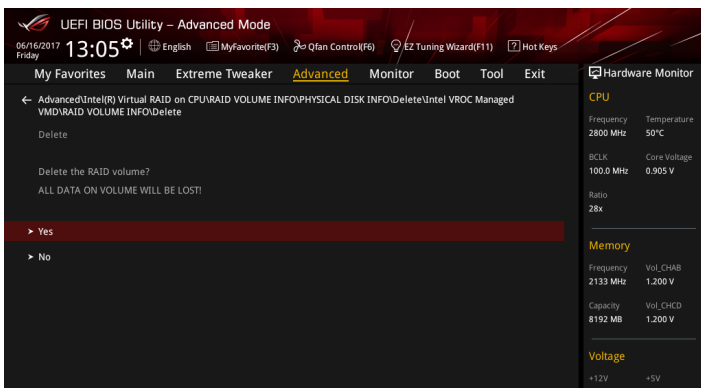 UEFI BIOS Utility – Advanced Mode
06/16/2017
Friday
13:05
English
MyFavorite(F3)
Qfan Control(F6)
EZ Tuning Wizard(F11)
? Hot Keys
My Favorites Main Extreme Tweaker Advanced Monitor Boot Tool Exit
Hardware Monitor
← Advanced\Intel(R) Virtual RAID on CPU\RAID VOLUME INFO\PHYSICAL DISK INFO\Delete\Intel VROC Managed
VMD\RAID VOLUME INFO\Delete
Delete
Delete the RAID volume?
ALL DATA ON VOLUME WILL BE LOST!
Yes
No
CPU
Frequency Temperature
2800 MHz 50°C
BCLK Core Voltage
100.0 MHz 0.905 V
Ratio
28x
Memory
Frequency Vol_CHAB
2133 MHz 1.200 V
Capacity Vol_CHCD
8192 MB 1.200 V
Voltage
+12V +5V